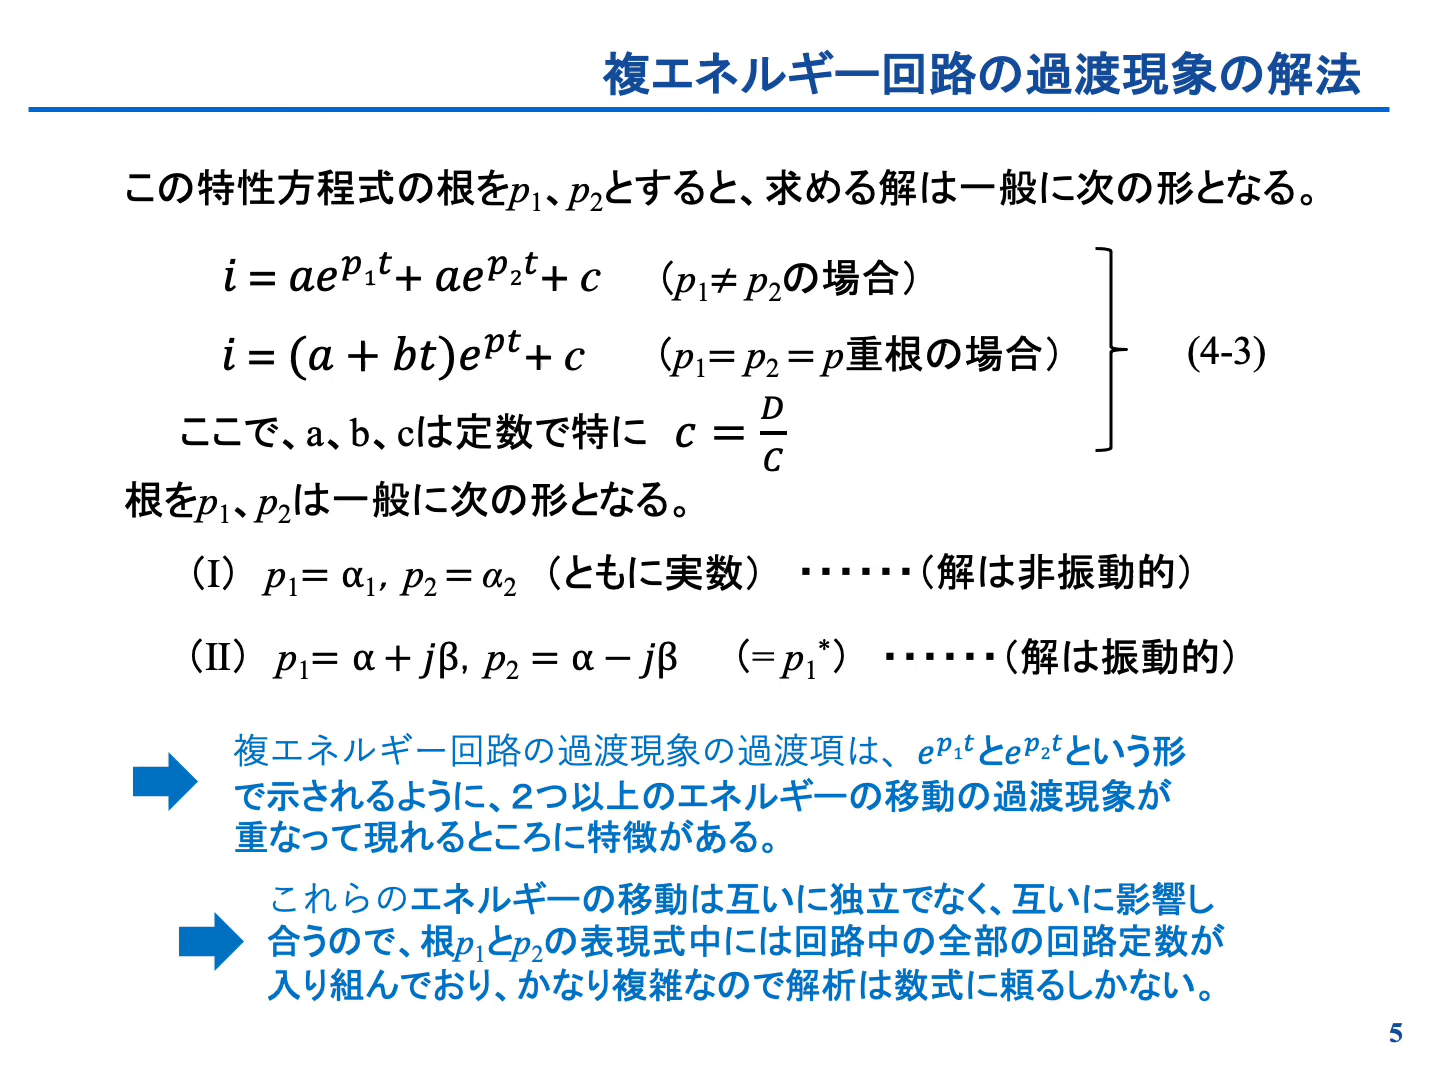 複エネルギー回路の過渡現象の解法
この特性方程式の根をp₁、p₂とすると、求める解は一般に次の形となる。
i = ae^{p₁t}+ ae^{p₂t}+ c （p₁≠ p₂の場合）
i = (a + bt)e^{pt}+ c （p₁= p₂ = p重根の場合） (4-3)
ここで、a、b、cは定数で特に c = D/C
根をp₁、p₂は一般に次の形となる。
（I） p₁= α₁, p₂ = α₂ （ともに実数） ・・・・・・（解は非振動的）
（II） p₁= α + jβ, p₂ = α − jβ （= p₁*） ・・・・・・（解は振動的）
複エネルギー回路の過渡現象の過渡項は、e^{p₁t}とe^{p₂t}という形
で示されるように、２つ以上のエネルギーの移動の過渡現象が
重なって現れるところに特徴がある。
これらのエネルギーの移動は互いに独立でなく、互いに影響し
合うので、根p₁とp₂の表現式中には回路中の全部の回路定数が
入り組んでおり、かなり複雑なので解析は数式に頼るしかない。
5